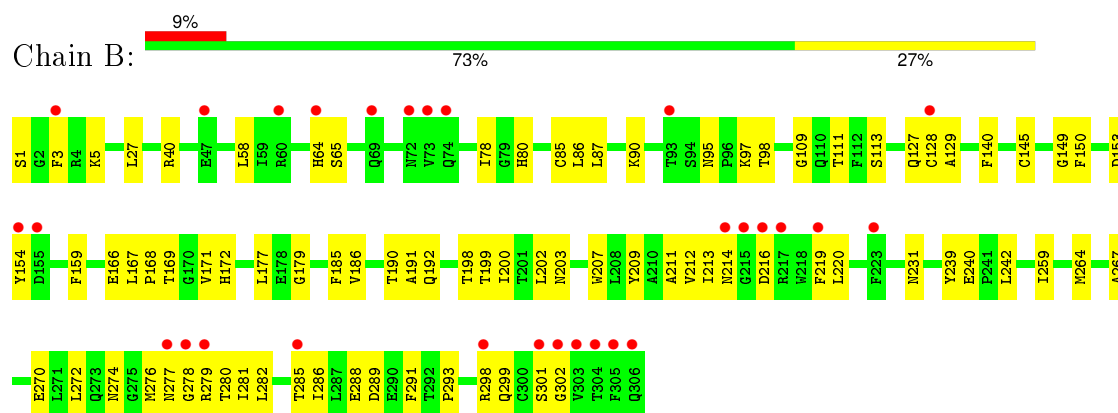 9%
Chain B:
73% 27%
S1 G2 F3 R4 K5 L27 R40 E47 L58 I59 R60 H64 S65 Q69 N72 V73 Q74 I78 G79 H80 C85 L86 L87 K90 T93 S94 N95 P96 K97 T98 G109 Q110 T111 F112 S113 Q127 C128 A129 F140 C145 G149 F150 D153
Y154 D155 F159 E166 L167 P168 T169 G170 V171 H172 L177 E178 G179 F185 V186 T190 A191 Q192 T198 T199 I200 T201 L202 N203 W207 L208 Y209 A210 A211 V212 I213 N214 G215 D216 R217 W218 F219 L220 F223 N231 Y239 E240 P241 L242 I259 M264 A267
E270 L271 L272 Q273 N274 G275 M276 N277 G278 R279 T280 I281 L282 T285 I286 L287 E288 D289 E290 F291 T292 P293 R298 Q299 C300 S301 G302 V303 T304 F305 Q306